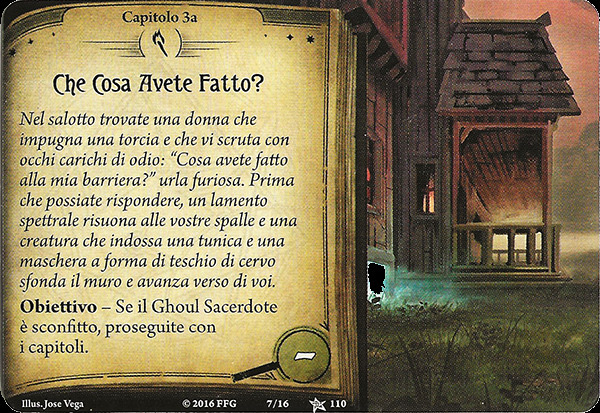 Capitolo 3a
Che Cosa Avete Fatto?
Nel salotto trovate una donna che
impugna una torcia e che vi scruta con
occhi carichi di odio: “Cosa avete fatto
alla mia barriera?” urla furiosa. Prima
che possiate rispondere, un lamento
spettrale risuona alle vostre spalle e una
creatura che indossa una tunica e una
maschera a forma di teschio di cervo
sfonda il muro e avanza verso di voi.
Obiettivo – Se il Ghoul Sacerdote
è sconfitto, proseguite con
i capitoli.
–
Illus. Jose Vega © 2016 FFG 7/16 110